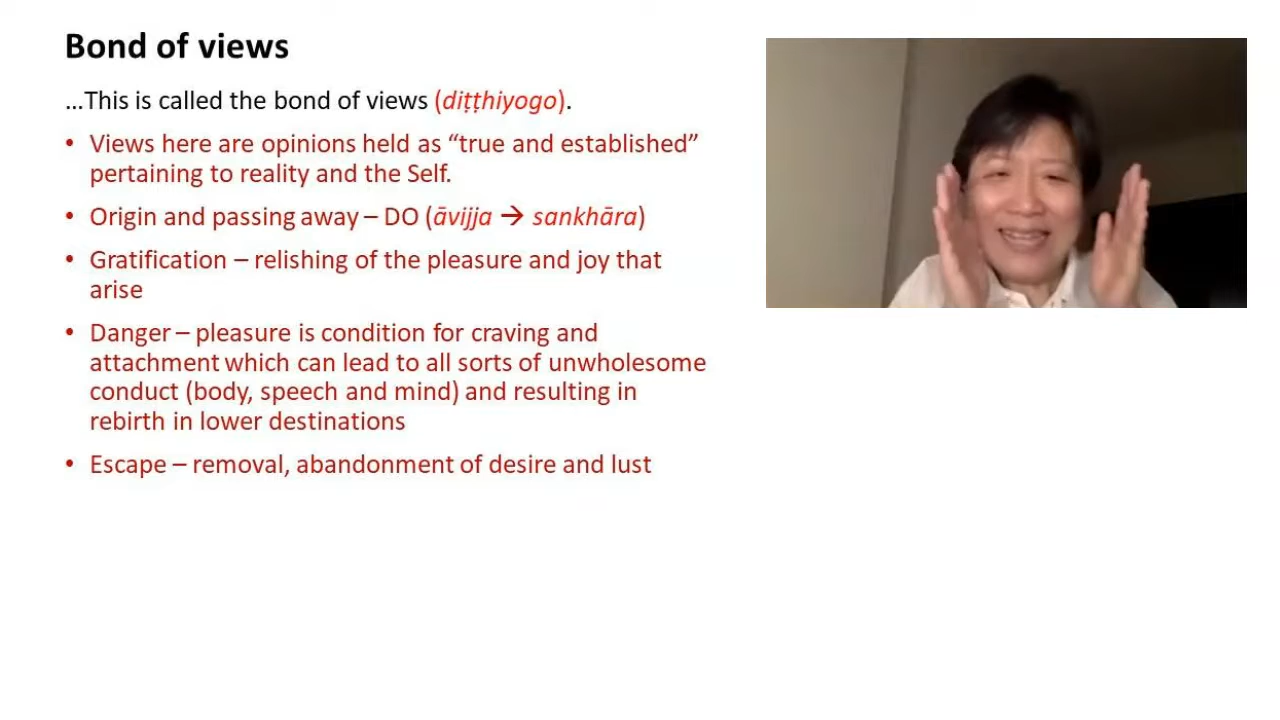 Bond of views
…This is called the bond of views (diṭṭhiyogo).
• Views here are opinions held as “true and established”
pertaining to reality and the Self.
• Origin and passing away – DO (āvijja → sankhāra)
• Gratification – relishing of the pleasure and joy that
arise
• Danger – pleasure is condition for craving and
attachment which can lead to all sorts of unwholesome
conduct (body, speech and mind) and resulting in
rebirth in lower destinations
• Escape – removal, abandonment of desire and lust